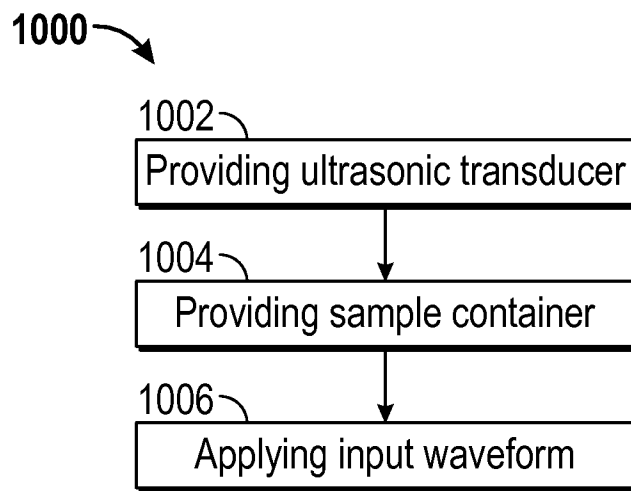 1000
1002
Providing ultrasonic transducer
1004
Providing sample container
1006
Applying input waveform